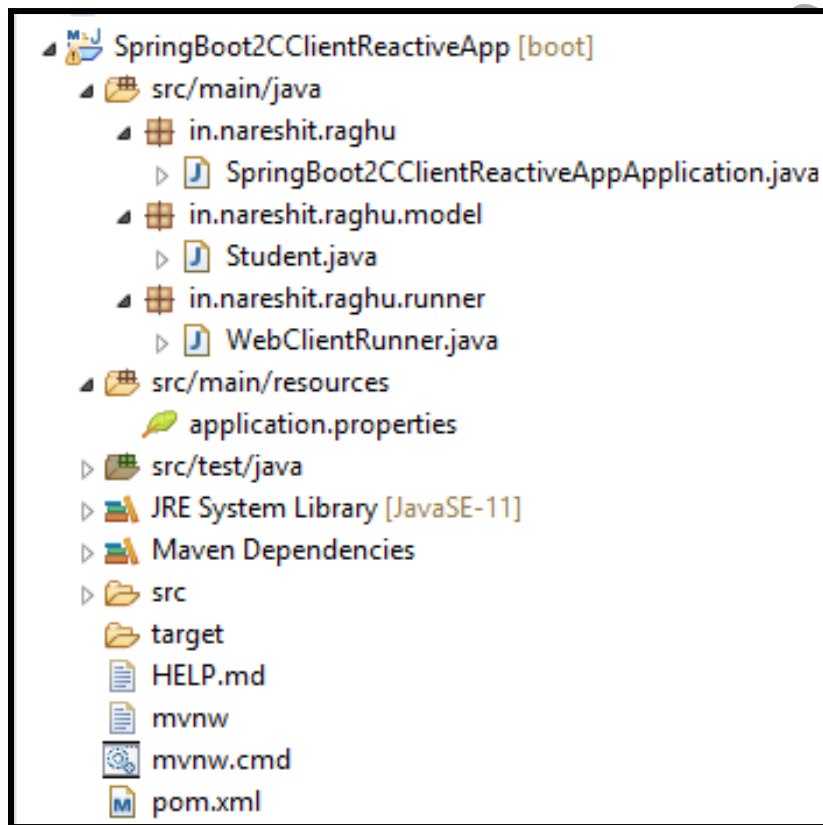 SpringBoot2CClientReactiveApp [boot]
src/main/java
in.nareshit.raghu
SpringBoot2CClientReactiveAppApplication.java
in.nareshit.raghu.model
Student.java
in.nareshit.raghu.runner
WebClientRunner.java
src/main/resources
application.properties
src/test/java
JRE System Library [JavaSE-11]
Maven Dependencies
src
target
HELP.md
mvnw
mvnw.cmd
pom.xml